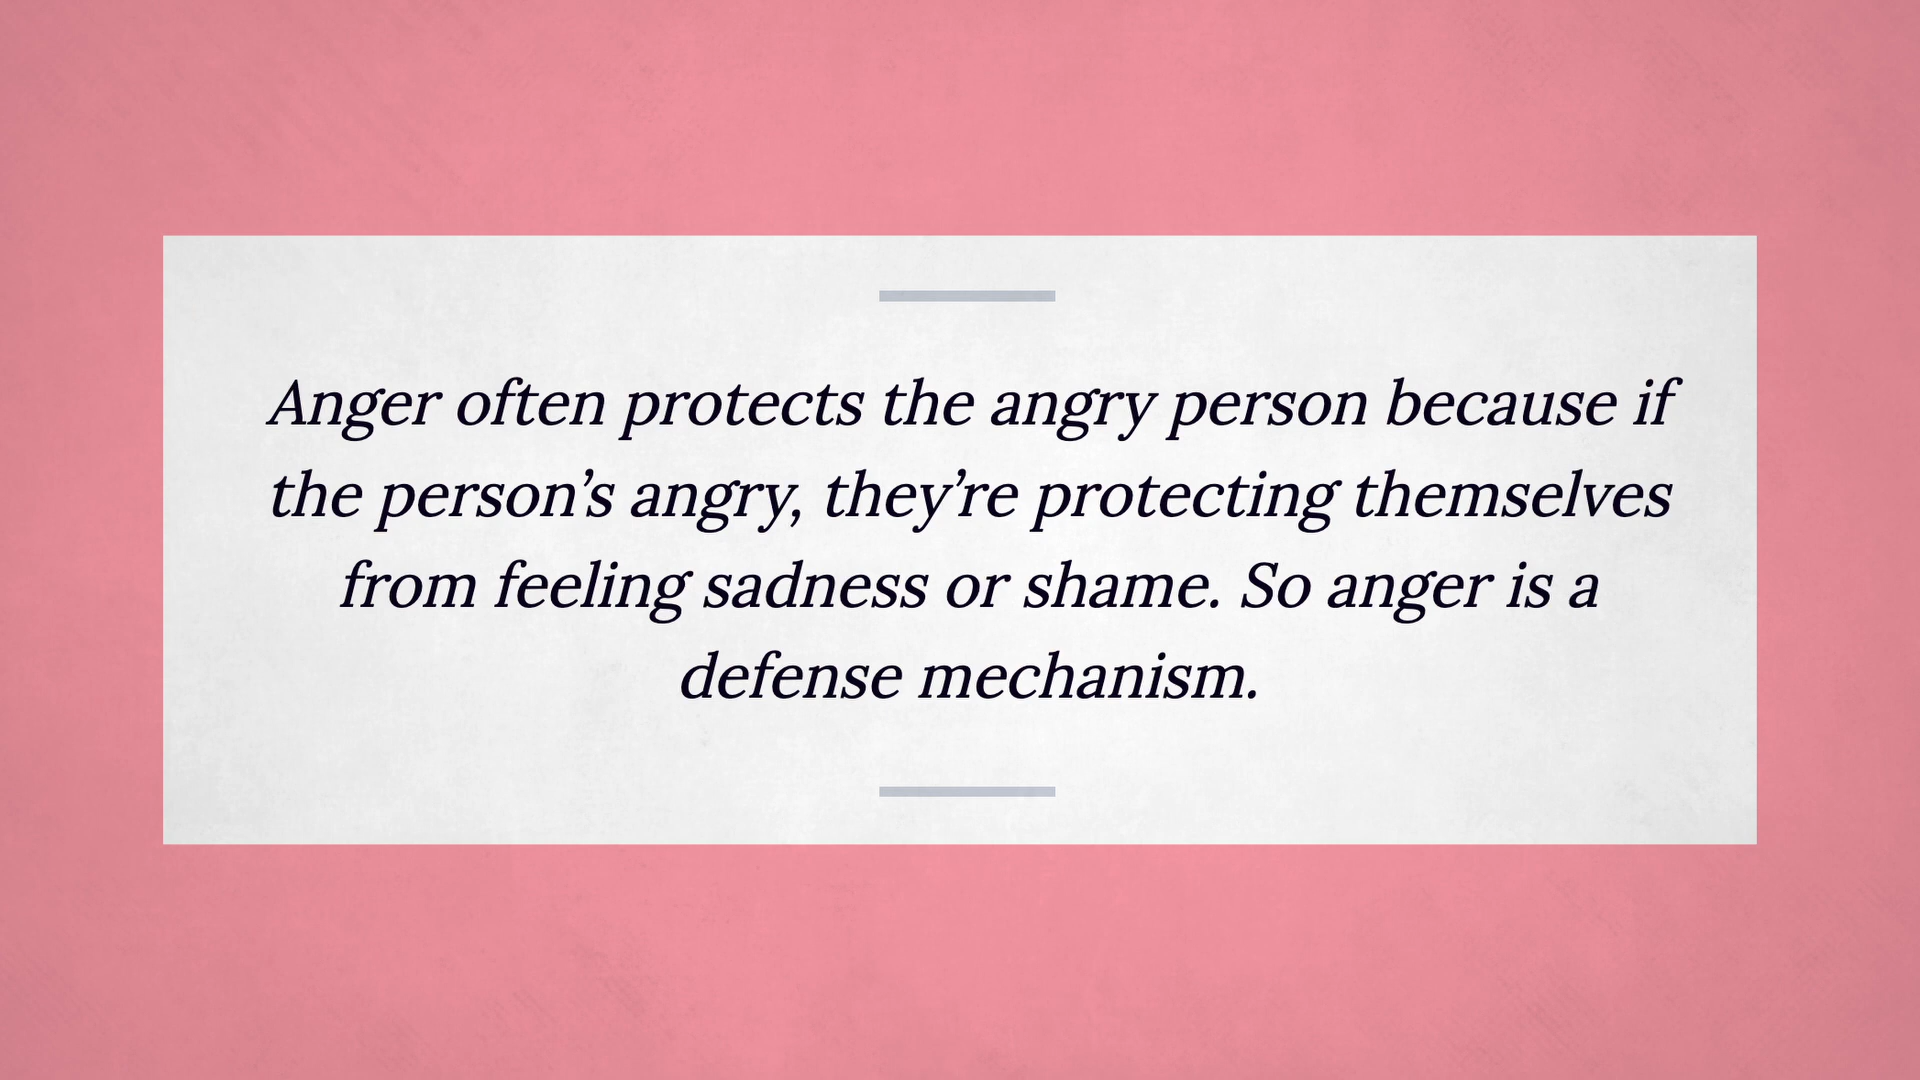 Anger often protects the angry person because if
the person’s angry, they’re protecting themselves
from feeling sadness or shame. So anger is a
defense mechanism.